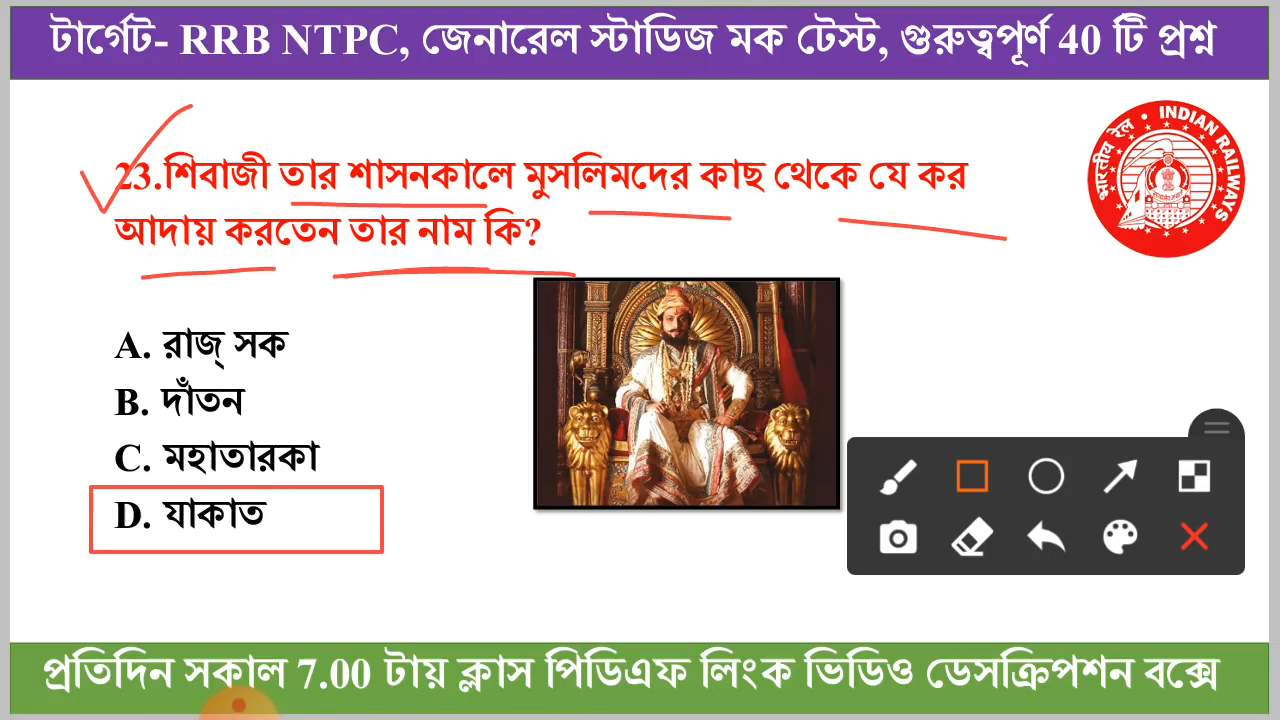 টার্গেট- RRB NTPC, জেনারেল স্টাডিজ মক টেস্ট, গুরুত্বপূর্ণ 40 টি প্রশ্ন
23.শিবাজী তার শাসনকালে মুসলিমদের কাছ থেকে যে কর
আদায় করতেন তার নাম কি?
A. রাজ্ সক
B. দাঁতন
C. মহাতারকা
D. যাকাত
भारतीय रेल • INDIAN RAILWAYS
প্রতিদিন সকাল 7.00 টায় ক্লাস পিডিএফ লিংক ভিডিও ডেসক্রিপশন বক্সে